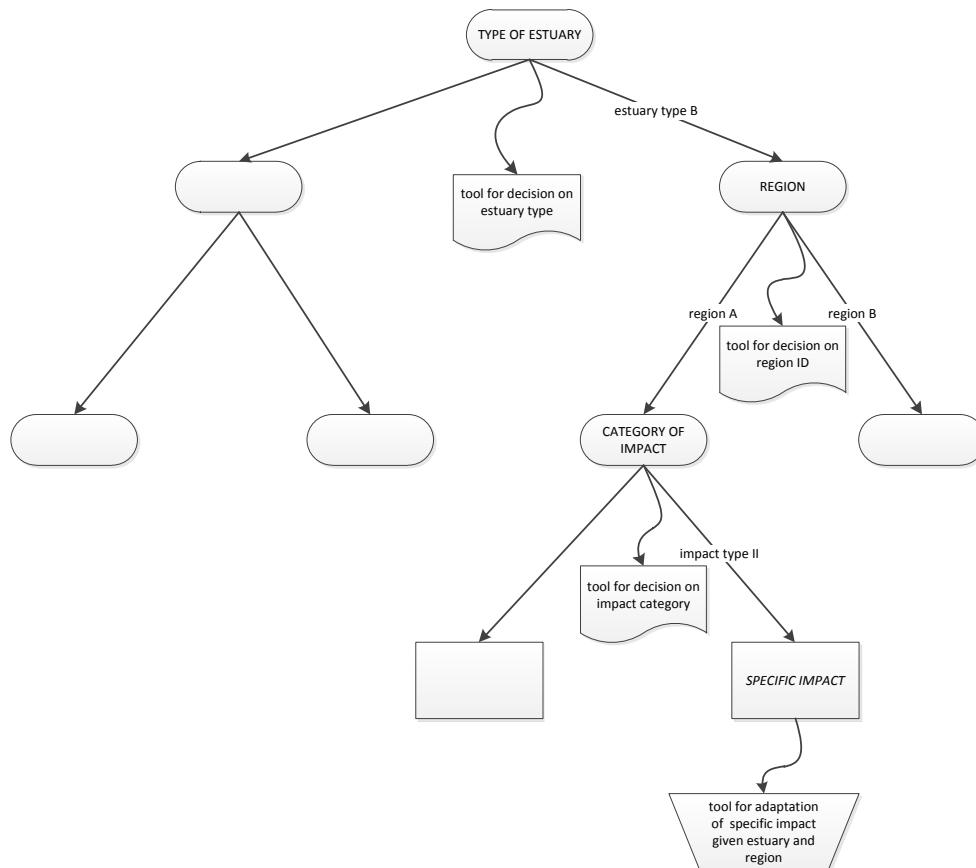 TYPE OF ESTUARY
estuary type B
tool for decision on
estuary type
REGION
region A
region B
tool for decision on
region ID
CATEGORY OF
IMPACT
impact type II
tool for decision on
impact category
SPECIFIC IMPACT
tool for adaptation
of specific impact
given estuary and
region